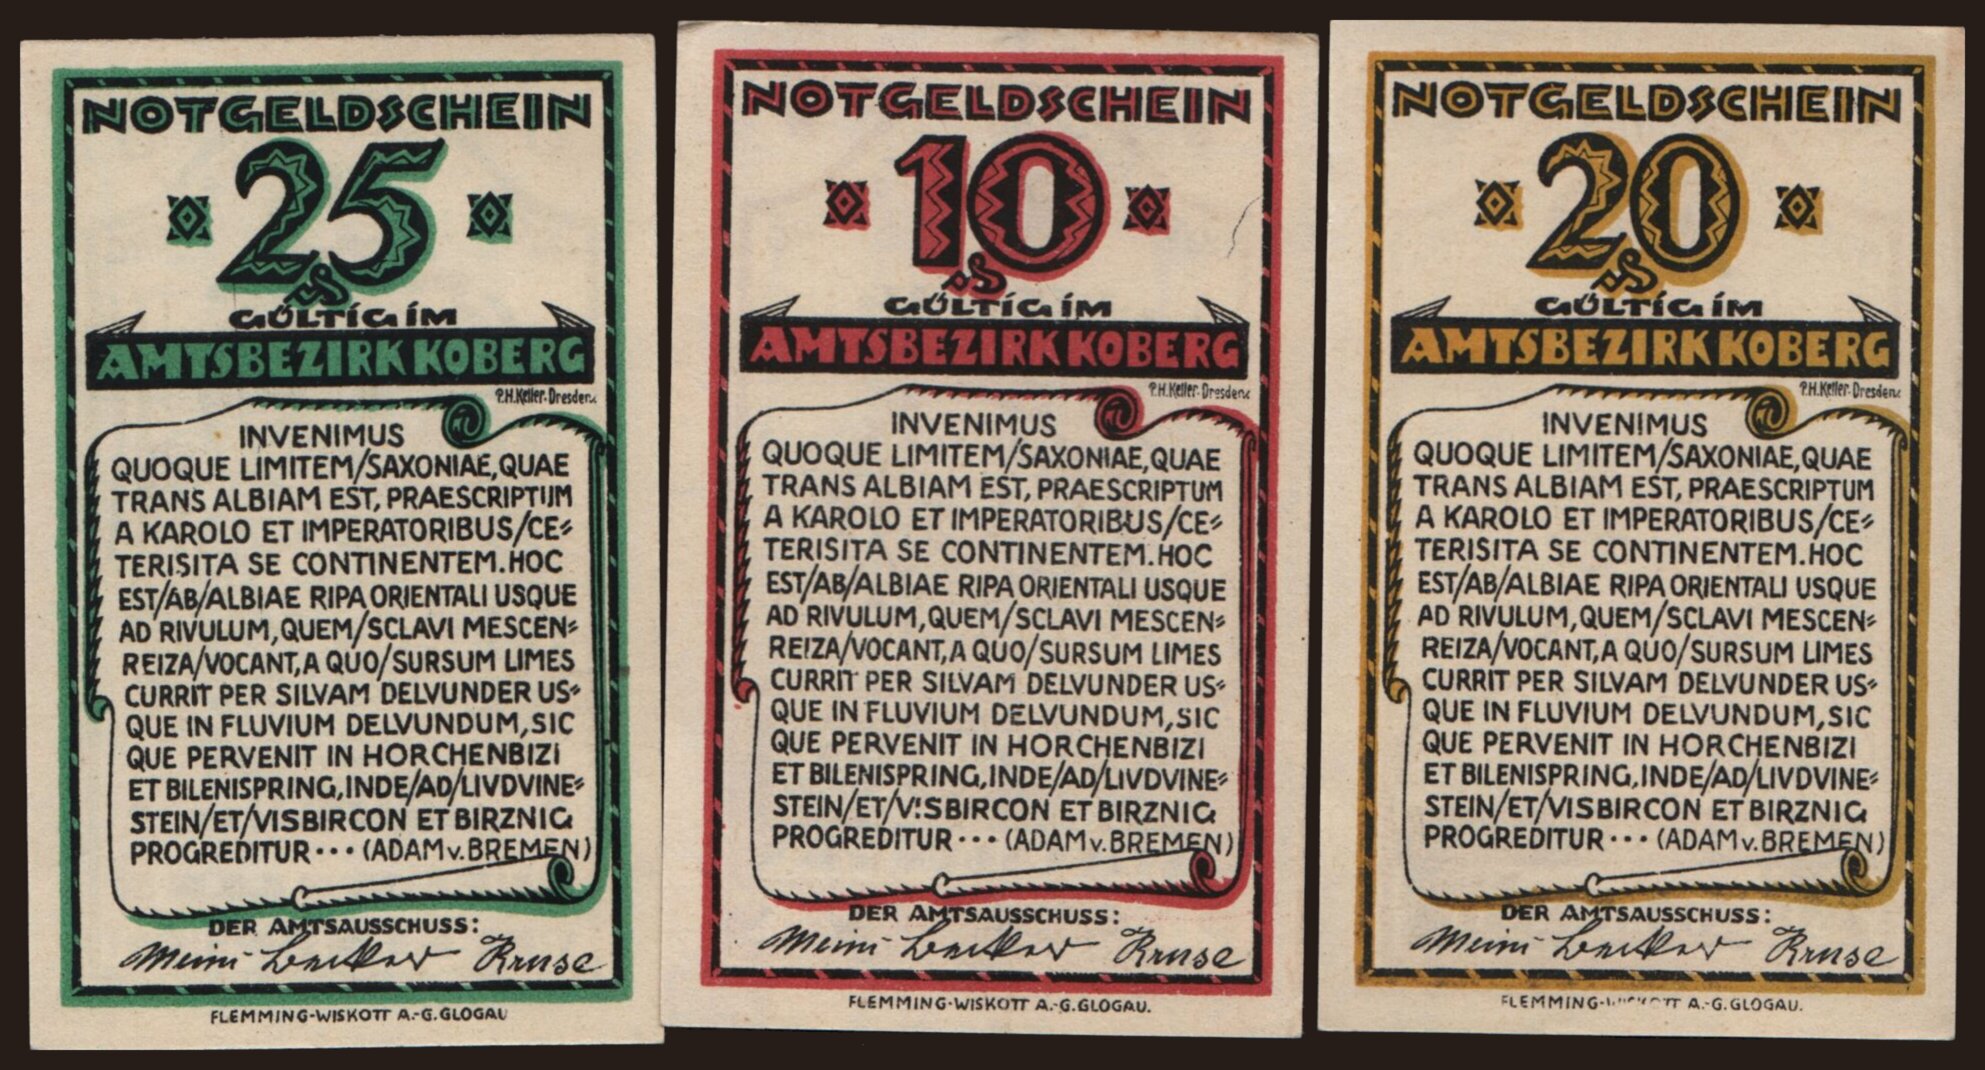 NOTGELDSCHEIN
25
GÜLTIG IM
AMTSBEZIRK KOBERG
P.H.Keller-Dresden
INVENIMUS
QUOQUE LIMITEM/SAXONIAE, QUAE
TRANS ALBIAM EST, PRAESCRIPTUM
A KAROLO ET IMPERATORIBUS/CE=
TERISITA SE CONTINENTEM. HOC
EST/AB/ALBIAE RIPA ORIENTALI USQUE
AD RIVULUM, QUEM/SCLAVI MESCEN=
REIZA/VOCANT, A QUO/SURSUM LIMES
CURRIT PER SILVAM DELVUNDER US=
QUE IN FLUVIUM DELVUNDUM, SIC
QUE PERVENIT IN HORCHENBIZI
ET BILENISPRING, INDE/AD/LIVDVINE=
STEIN/ET/VISBIRCON ET BIRZNIG
PROGREDITUR ... (ADAM v. BREMEN)
DER AMTSAUSSCHUSS:
Kruse
FLEMMING-WISKOTT A.-G. GLOGAU
NOTGELDSCHEIN
10
GÜLTIG IM
AMTSBEZIRK KOBERG
P.H.Keller-Dresden
INVENIMUS
QUOQUE LIMITEM/SAXONIAE, QUAE
TRANS ALBIAM EST, PRAESCRIPTUM
A KAROLO ET IMPERATORIBUS/CE=
TERISITA SE CONTINENTEM. HOC
EST/AB/ALBIAE RIPA ORIENTALI USQUE
AD RIVULUM, QUEM/SCLAVI MESCEN=
REIZA/VOCANT, A QUO/SURSUM LIMES
CURRIT PER SILVAM DELVUNDER US=
QUE IN FLUVIUM DELVUNDUM, SIC
QUE PERVENIT IN HORCHENBIZI
ET BILENISPRING, INDE/AD/LIVDVINE=
STEIN/ET/VISBIRCON ET BIRZNIG
PROGREDITUR ... (ADAM v. BREMEN)
DER AMTSAUSSCHUSS:
Kruse
FLEMMING-WISKOTT A.-G. GLOGAU.
NOTGELDSCHEIN
20
GÜLTIG IM
AMTSBEZIRK KOBERG
P.H.Keller-Dresden
INVENIMUS
QUOQUE LIMITEM/SAXONIAE, QUAE
TRANS ALBIAM EST, PRAESCRIPTUM
A KAROLO ET IMPERATORIBUS/CE=
TERISITA SE CONTINENTEM. HOC
EST/AB/ALBIAE RIPA ORIENTALI USQUE
AD RIVULUM, QUEM/SCLAVI MESCEN=
REIZA/VOCANT, A QUO/SURSUM LIMES
CURRIT PER SILVAM DELVUNDER US=
QUE IN FLUVIUM DELVUNDUM, SIC
QUE PERVENIT IN HORCHENBIZI
ET BILENISPRING, INDE/AD/LIVDVINE=
STEIN/ET/VISBIRCON ET BIRZNIG
PROGREDITUR ... (ADAM v. BREMEN)
DER AMTSAUSSCHUSS:
Kruse
FLEMMING-WISKOTT A.-G. GLOGAU.